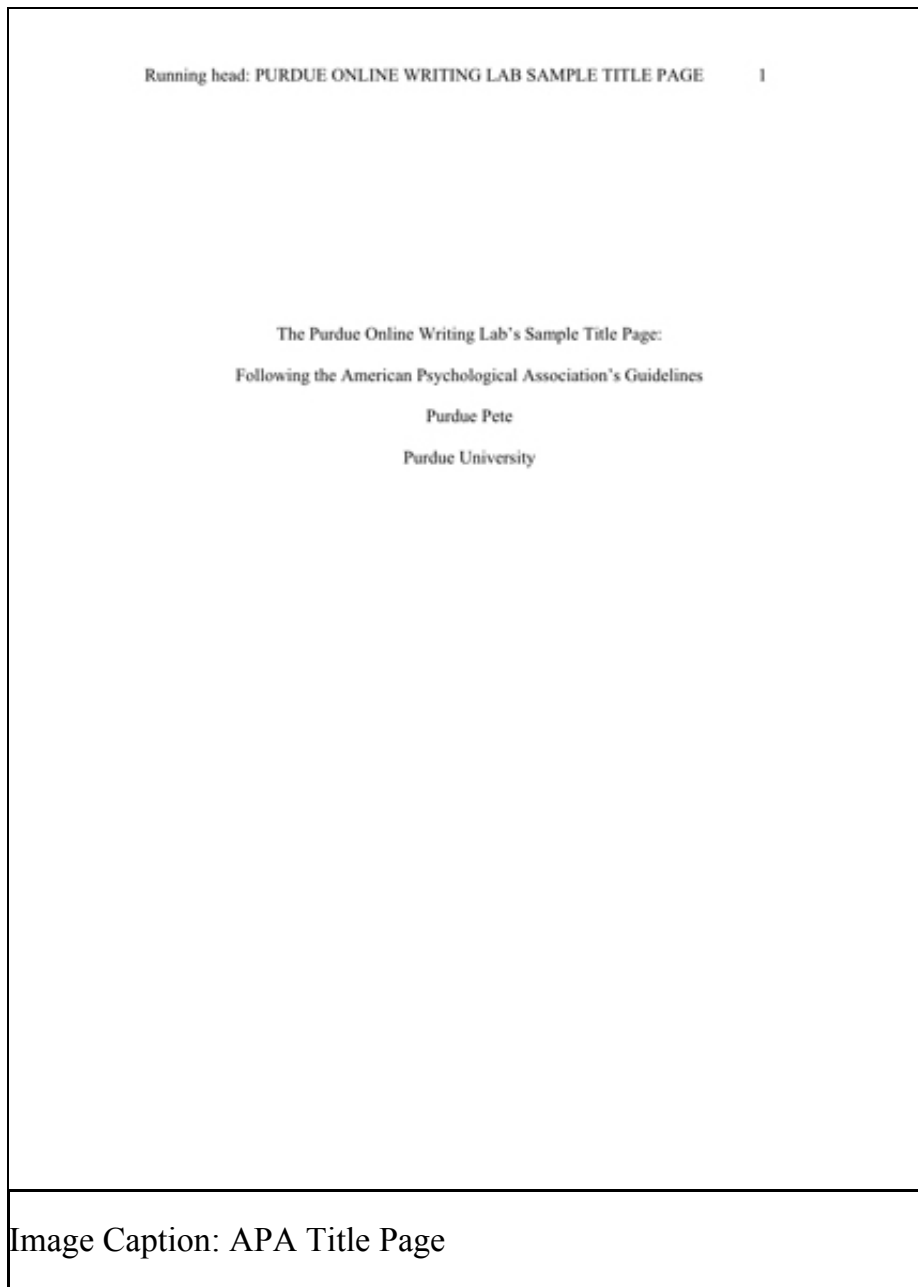 Running head: PURDUE ONLINE WRITING LAB SAMPLE TITLE PAGE 1
The Purdue Online Writing Lab's Sample Title Page:
Following the American Psychological Association's Guidelines
Purdue Pete
Purdue University
Image Caption: APA Title Page